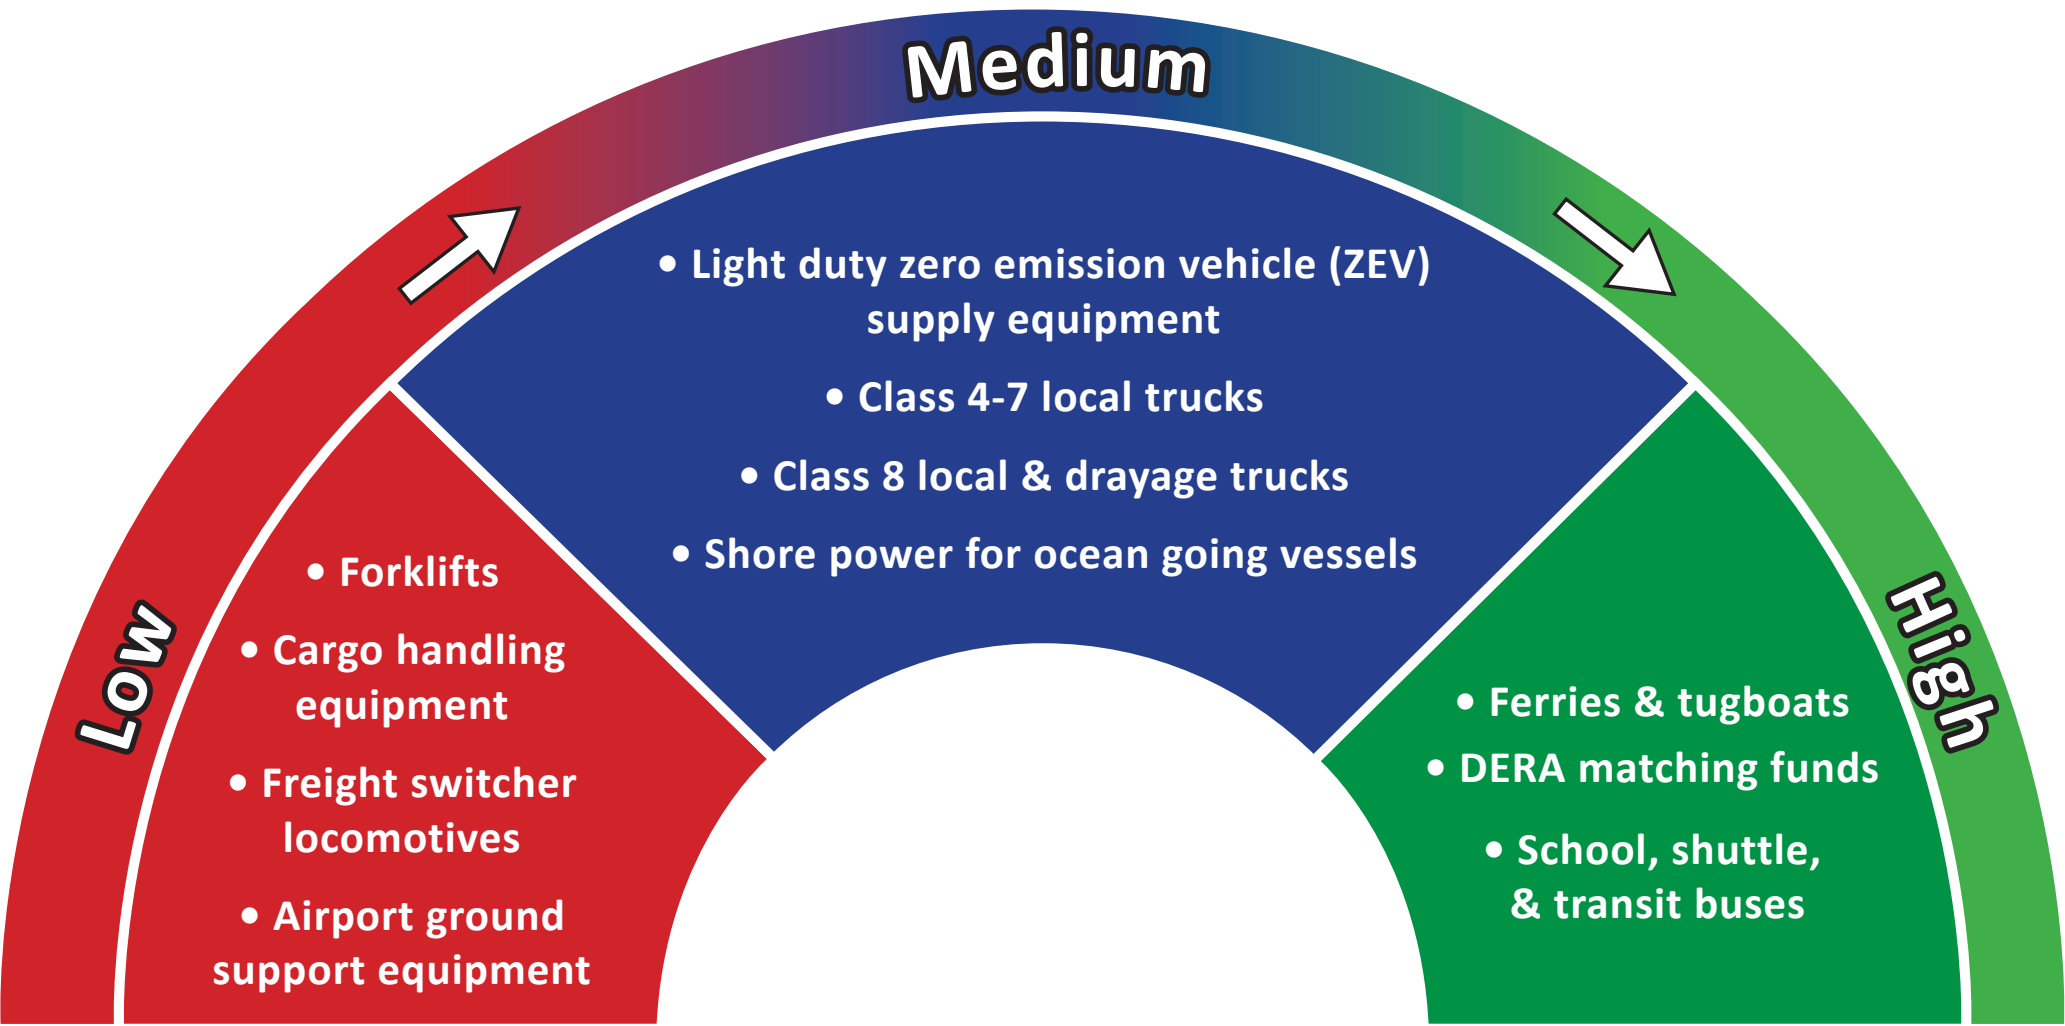 Medium
• Light duty zero emission vehicle (ZEV)
supply equipment
• Class 4-7 local trucks
• Class 8 local & drayage trucks
• Shore power for ocean going vessels
Low
• Forklifts
• Cargo handling
equipment
• Freight switcher
locomotives
• Airport ground
support equipment
High
• Ferries & tugboats
• DERA matching funds
• School, shuttle,
& transit buses